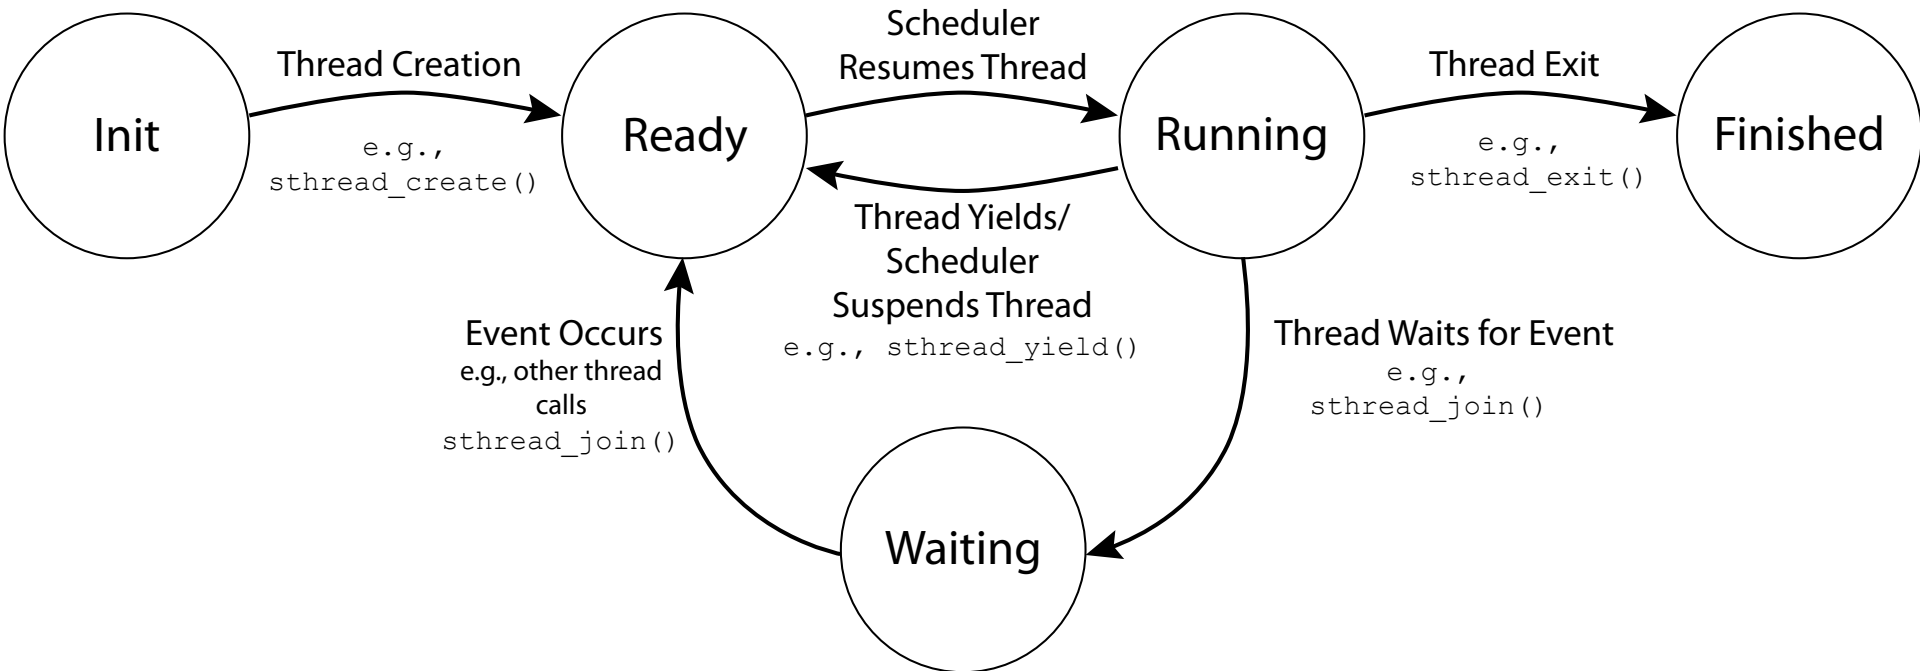 Init
Thread Creation
e.g.,
sthread_create()
Ready
Scheduler
Resumes Thread
Thread Yields/
Scheduler
Suspends Thread
e.g., sthread_yield()
Running
Thread Exit
e.g.,
sthread_exit()
Finished
Event Occurs
e.g., other thread
calls
sthread_join()
Thread Waits for Event
e.g.,
sthread_join()
Waiting